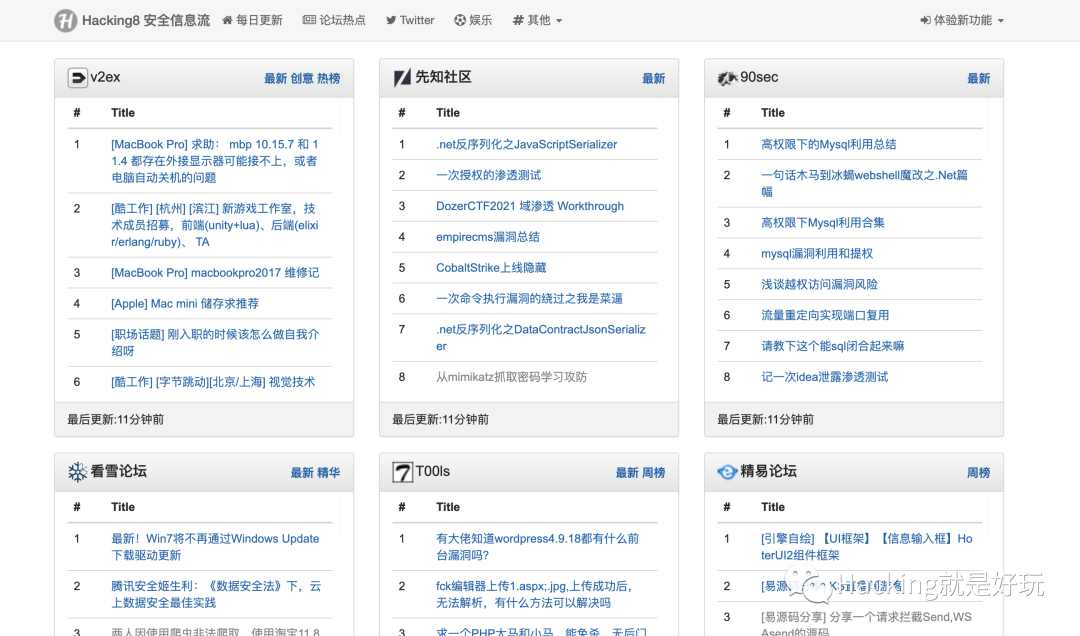 Hacking8 安全信息流 每日更新 论坛热点 Twitter 娱乐 # 其他 体验新功能
v2ex 最新 创意 热榜
# Title
1 [MacBook Pro] 求助： mbp 10.15.7 和 1
1.4 都存在外接显示器可能接不上，或者
电脑自动关机的问题
2 [酷工作] [杭州] [滨江] 新游戏工作室，技
术成员招募，前端(unity+lua)、后端(elixi
r/erlang/ruby)、 TA
3 [MacBook Pro] macbookpro2017 维修记
4 [Apple] Mac mini 储存求推荐
5 [职场话题] 刚入职的时候该怎么做自我介
绍呀
6 [酷工作] [字节跳动][北京/上海] 视觉技术
最后更新:11分钟前
先知社区 最新
# Title
1 .net反序列化之JavaScriptSerializer
2 一次授权的渗透测试
3 DozerCTF2021 域渗透 Workthrough
4 empirecms漏洞总结
5 CobaltStrike上线隐藏
6 一次命令执行漏洞的绕过之我是菜逼
7 .net反序列化之DataContractJsonSerializ
er
8 从mimikatz抓取密码学习攻防
最后更新:11分钟前
90sec 最新
# Title
1 高权限下的Mysql利用总结
2 一句话木马到冰蝎webshell魔改之.Net篇
幅
3 高权限下Mysql利用合集
4 mysql漏洞利用和提权
5 浅谈越权访问漏洞风险
6 流量重定向实现端口复用
7 请教下这个能sql闭合起来嘛
8 记一次idea泄露渗透测试
最后更新:11分钟前
看雪论坛 最新 精华
# Title
1 最新！Win7将不再通过Windows Update
下载驱动更新
2 腾讯安全姬生利：《数据安全法》下，云
上数据安全最佳实践
3 两人因使用爬虫非法爬取，使用淘宝11.8
T00ls 最新 周榜
# Title
1 有大佬知道wordpress4.9.18都有什么前
台漏洞吗?
2 fck编辑器上传1.aspx;.jpg,上传成功后，
无法解析，有什么方法可以解决吗
3 求一个PHP大马和小马，能免杀，无后门
精易论坛 周榜
# Title
1 [引擎自绘] 【UI框架】【信息输入框】Ho
terUI2组件框架
2 [易源
3 [易源码分享] 分享一个请求拦截Send,WS
Asend的源码
Hacking就是好玩